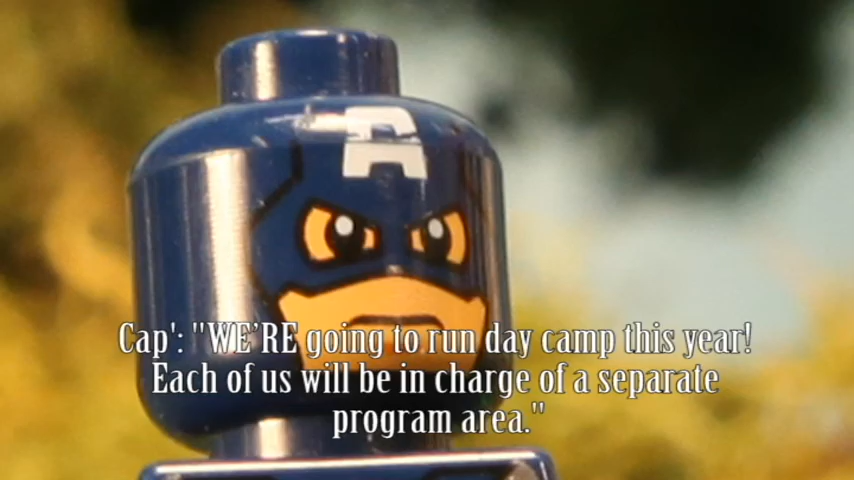 A
Cap': "WE'RE going to run day camp this year!
Each of us will be in charge of a separate
program area."